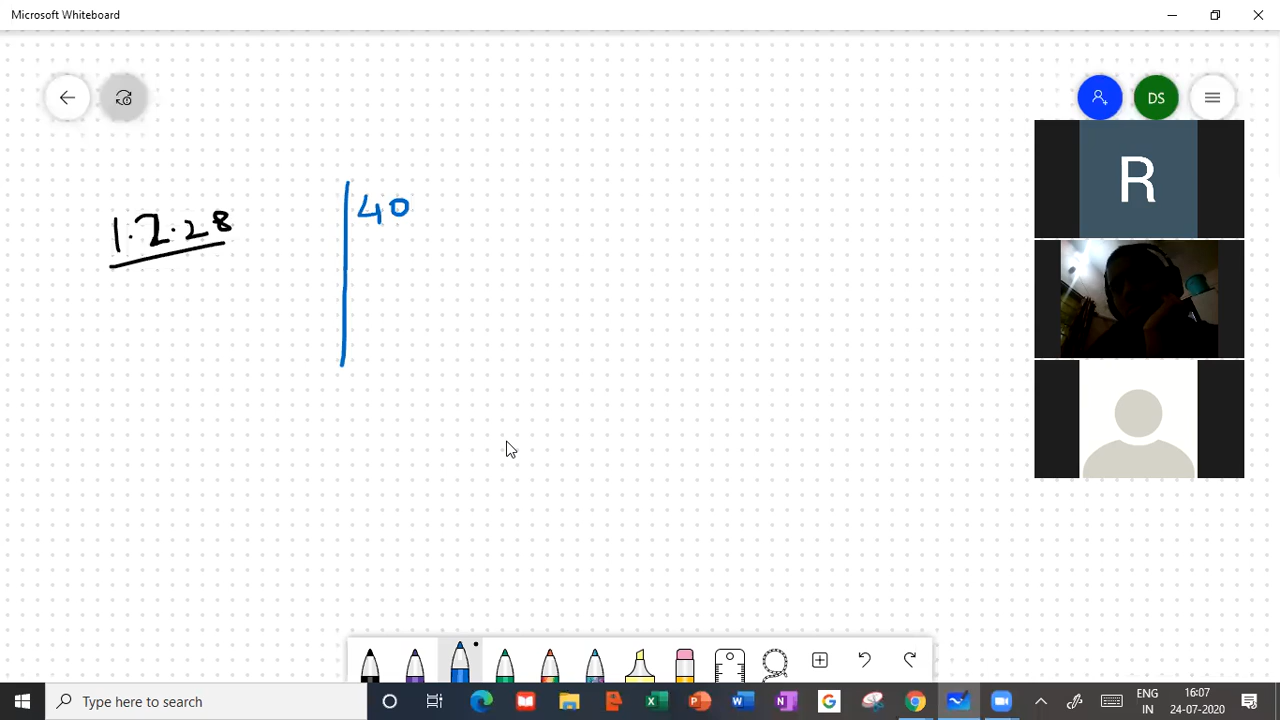 Microsoft Whiteboard
DS
R
1.2.28
40
Type here to search
ENG
IN
16:07
24-07-2020